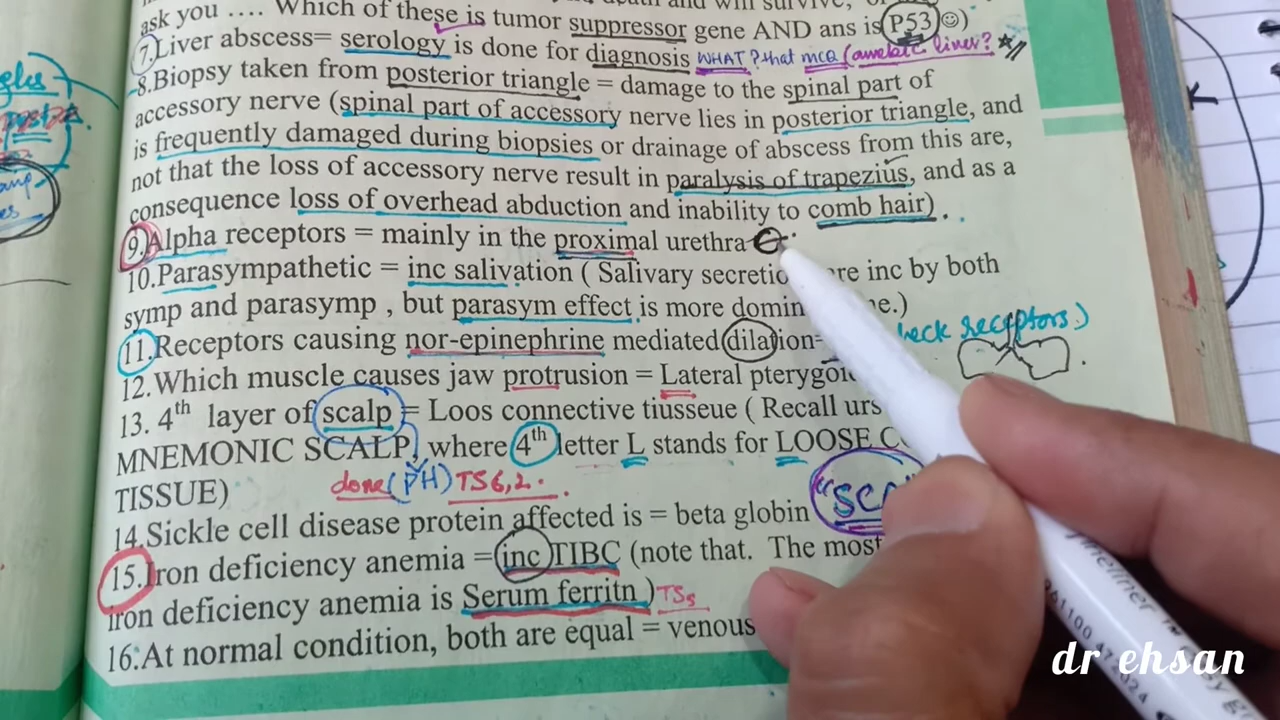 ask you .... Which of these is tumor suppressor gene AND ans is P53 ☺)
7.Liver abscess= serology is done for diagnosis WHAT? that mcq (amebic liver?
8.Biopsy taken from posterior triangle = damage to the spinal part of
accessory nerve (spinal part of accessory nerve lies in posterior triangle, and
is frequently damaged during biopsies or drainage of abscess from this are,
not that the loss of accessory nerve result in paralysis of trapezius, and as a
consequence loss of overhead abduction and inability to comb hair).
9.Alpha receptors = mainly in the proximal urethra
10.Parasympathetic = inc salivation ( Salivary secretio are inc by both
symp and parasymp , but parasym effect is more domin e.)
11.Receptors causing nor-epinephrine mediated dilation= receptors)
12.Which muscle causes jaw protrusion = Lateral pterygoi
13. 4th layer of scalp = Loos connective tiusseue ( Recall urs
MNEMONIC SCALP, where 4th letter L stands for LOOSE C
TISSUE) done (PH) TS6,2.
14.Sickle cell disease protein affected is = beta globin
15.Iron deficiency anemia = inc TIBC (note that. The most
iron deficiency anemia is Serum ferritn ) TS5
16.At normal condition, both are equal = venous
dr ehsan